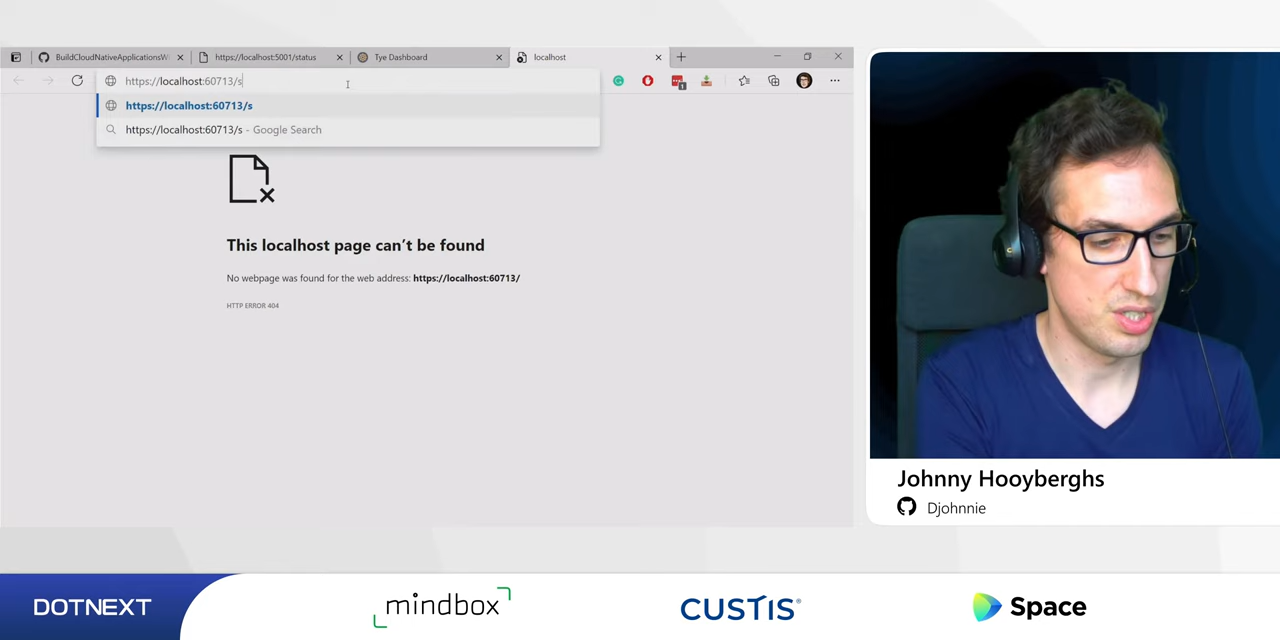 BuildCloudNativeApplicationsW
https://localhost:5001/status
Tye Dashboard
localhost
https://localhost:60713/s
1
https://localhost:60713/s
https://localhost:60713/s - Google Search
This localhost page can't be found
No webpage was found for the web address: https://localhost:60713/
HTTP ERROR 404
Johnny Hooyberghs
Djohnnie
DOTNEXT
mindbox
CUSTIS®
Space